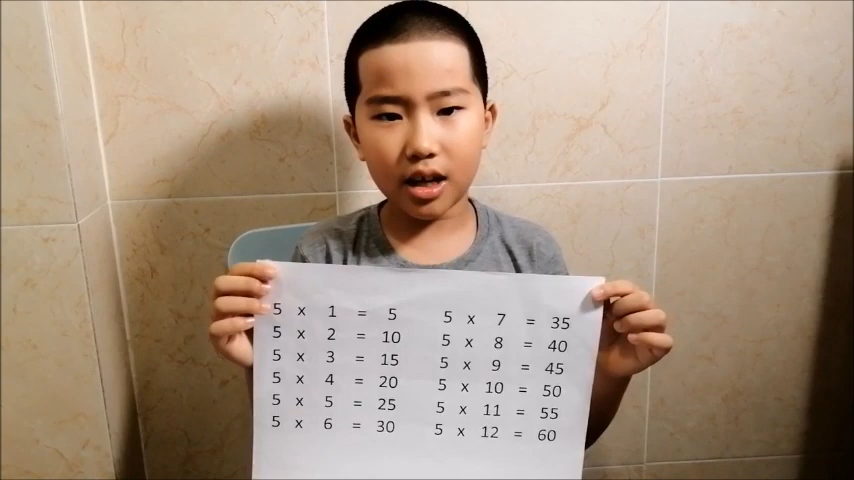 5 x 1 = 5
5 x 2 = 10
5 x 3 = 15
5 x 4 = 20
5 x 5 = 25
5 x 6 = 30
5 x 7 = 35
5 x 8 = 40
5 x 9 = 45
5 x 10 = 50
5 x 11 = 55
5 x 12 = 60